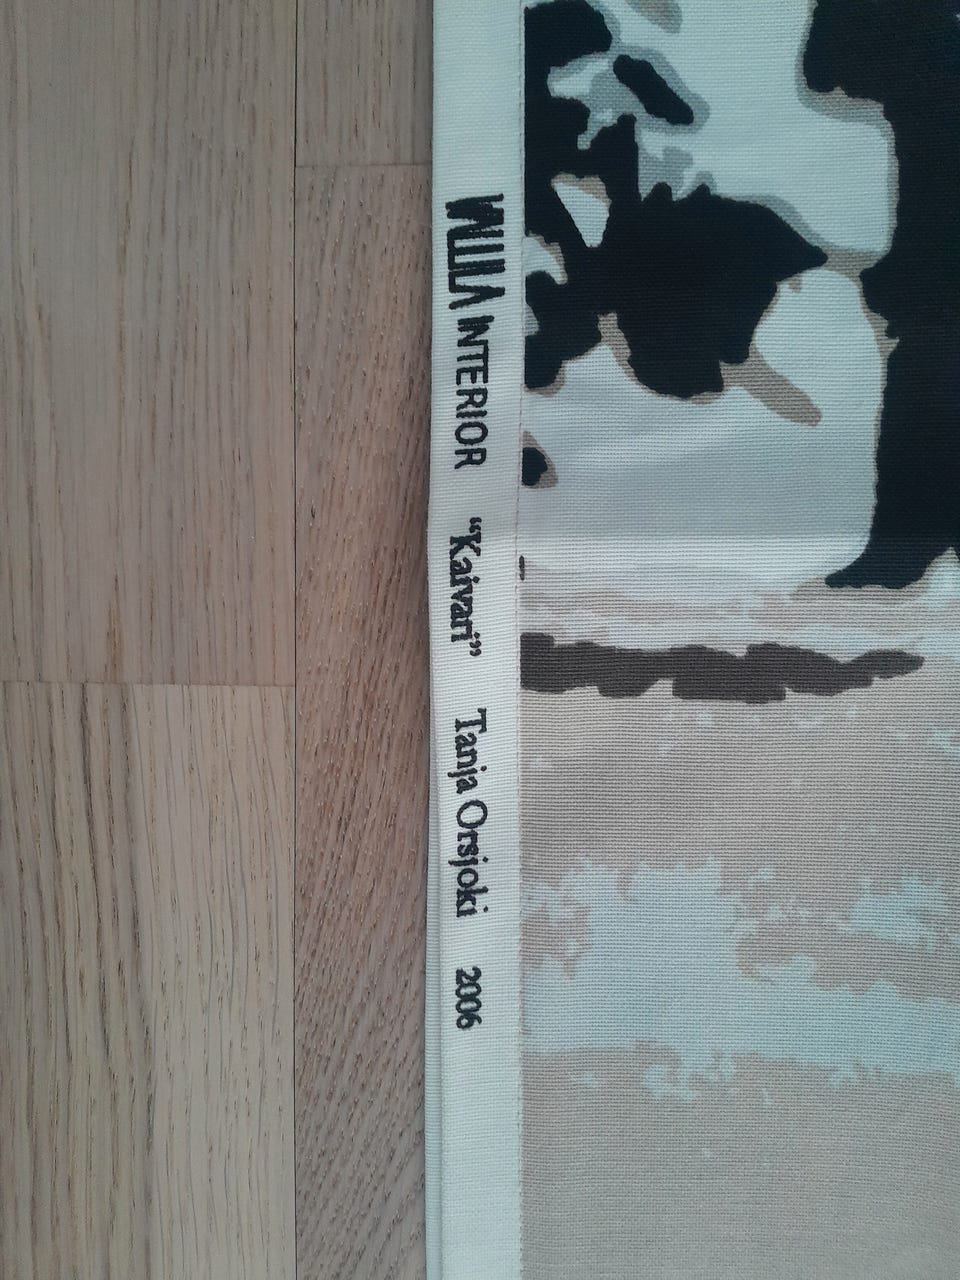 VALLILA INTERIOR "Kaivari" Tanja Orsjoki 2006